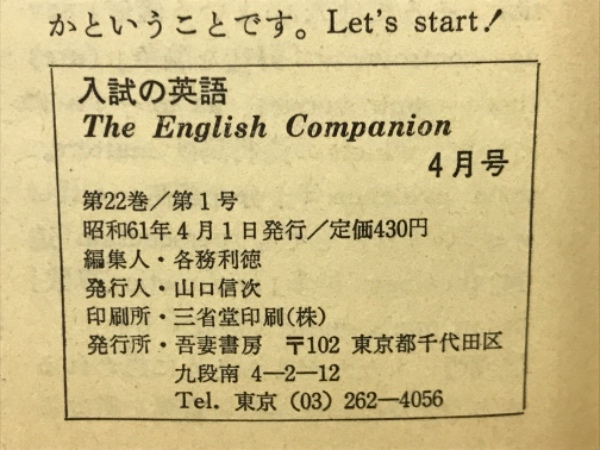 かということです。Let's start!
入試の英語
The English Companion
4月号
第22巻／第1号
昭和61年4月1日発行／定価430円
編集人・各務利徳
発行人・山口信次
印刷所・三省堂印刷(株)
発行所・吾妻書房 〒102 東京都千代田区
九段南 4―2―12
Tel. 東京 (03) 262―4056